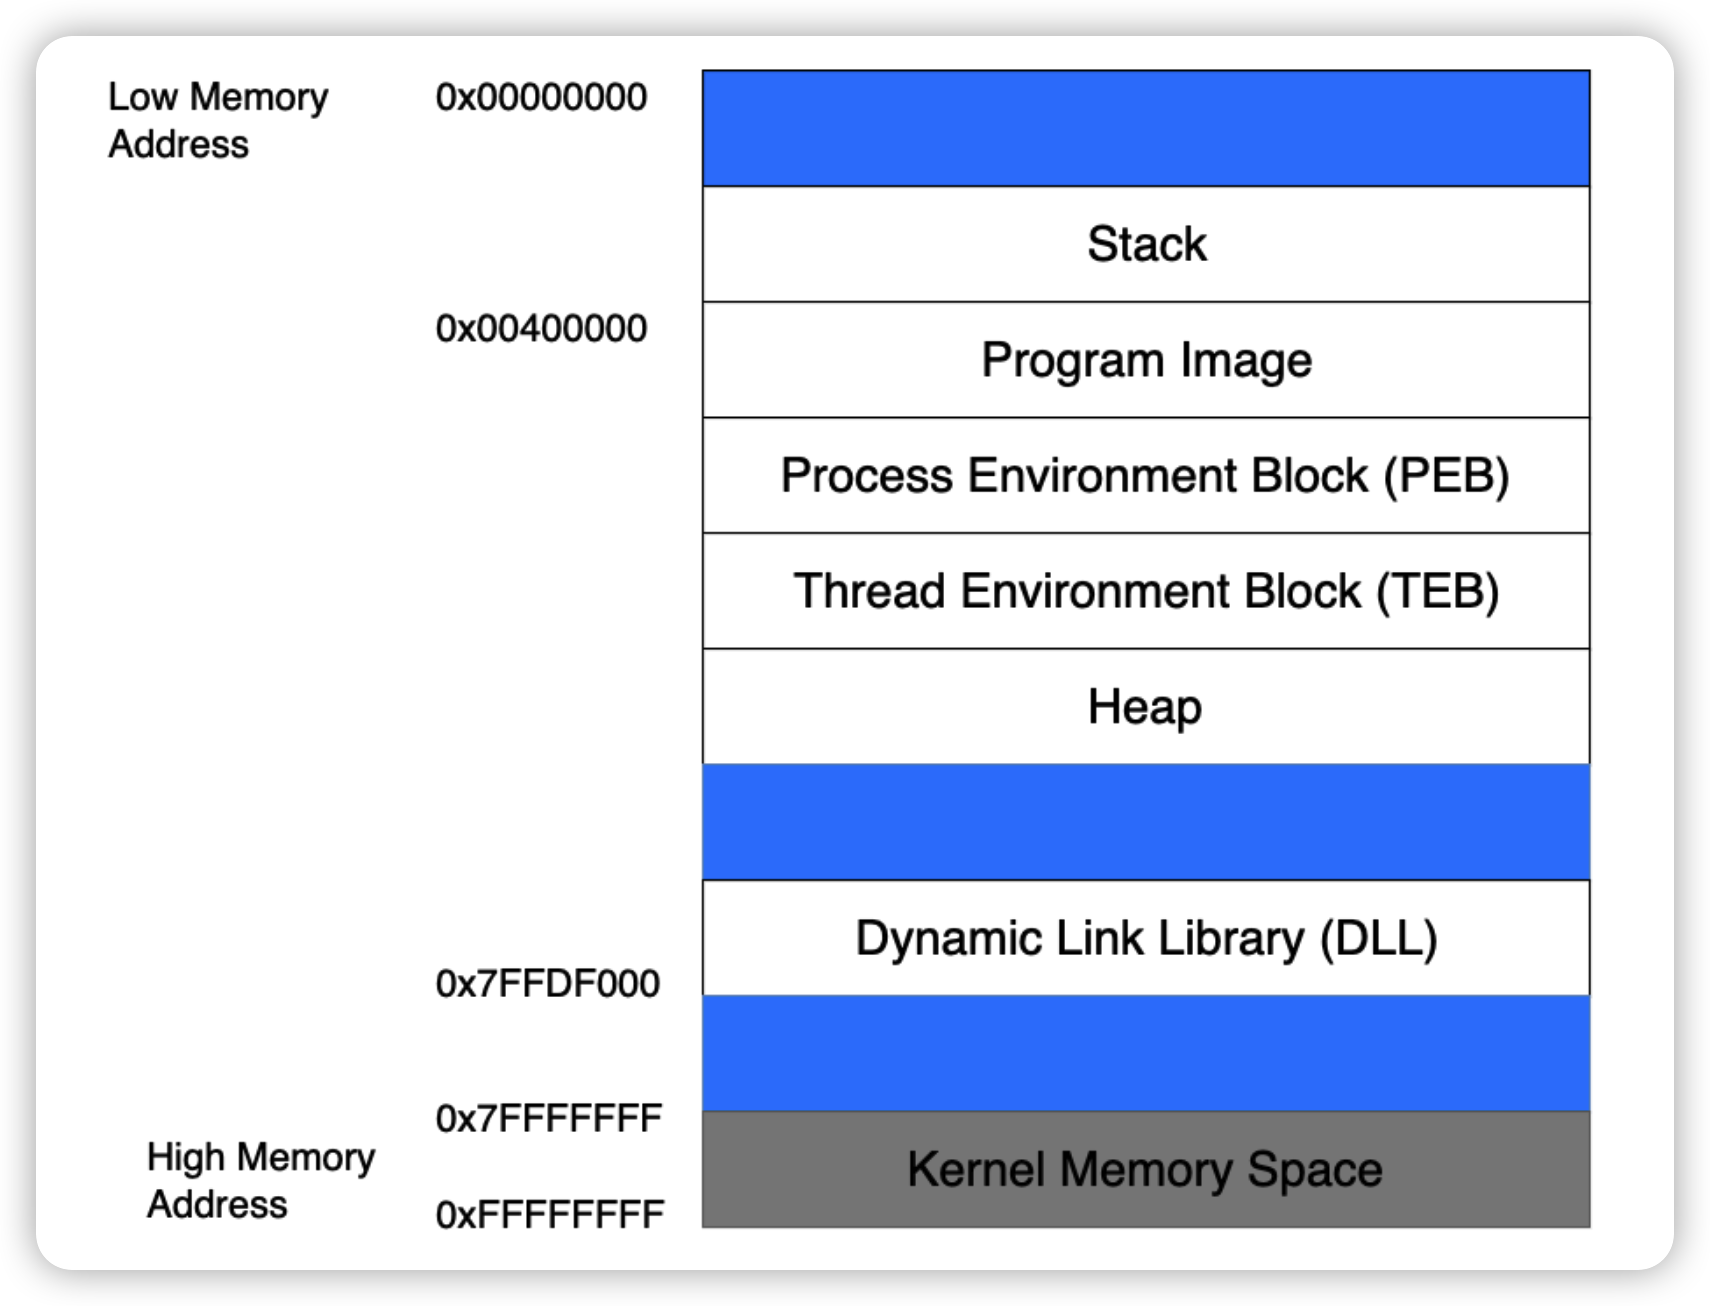 Low Memory
Address
0x00000000
Stack
0x00400000
Program Image
Process Environment Block (PEB)
Thread Environment Block (TEB)
Heap
Dynamic Link Library (DLL)
0x7FFDF000
0x7FFFFFFF
High Memory
Address
Kernel Memory Space
0xFFFFFFFF